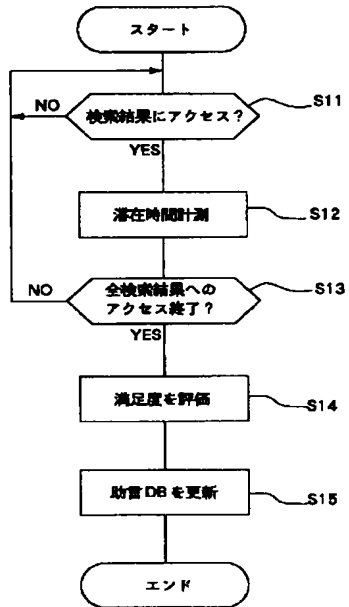 スタート
NO
検索結果にアクセス?
S11
YES
滞在時間計測
S12
NO
全検索結果への
アクセス終了?
S13
YES
満足度を評価
S14
助言DBを更新
S15
エンド